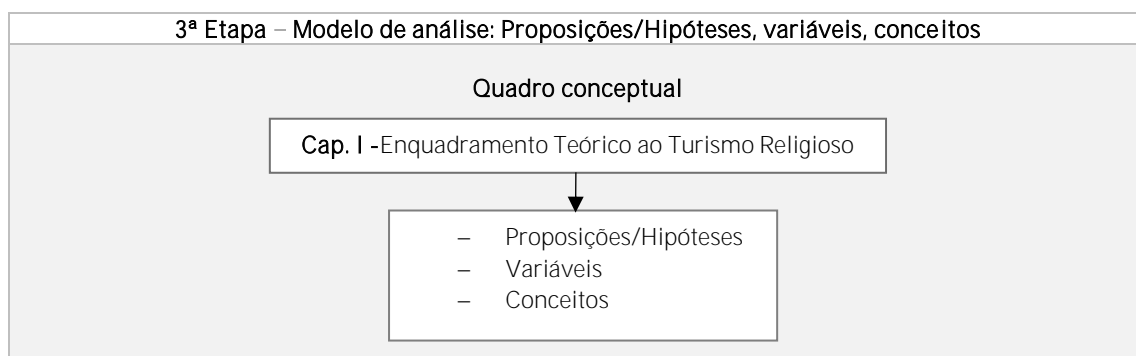 3ª Etapa – Modelo de análise: Proposições/Hipóteses, variáveis, conceitos
Quadro conceptual
Cap. I -Enquadramento Teórico ao Turismo Religioso
– Proposições/Hipóteses
– Variáveis
– Conceitos